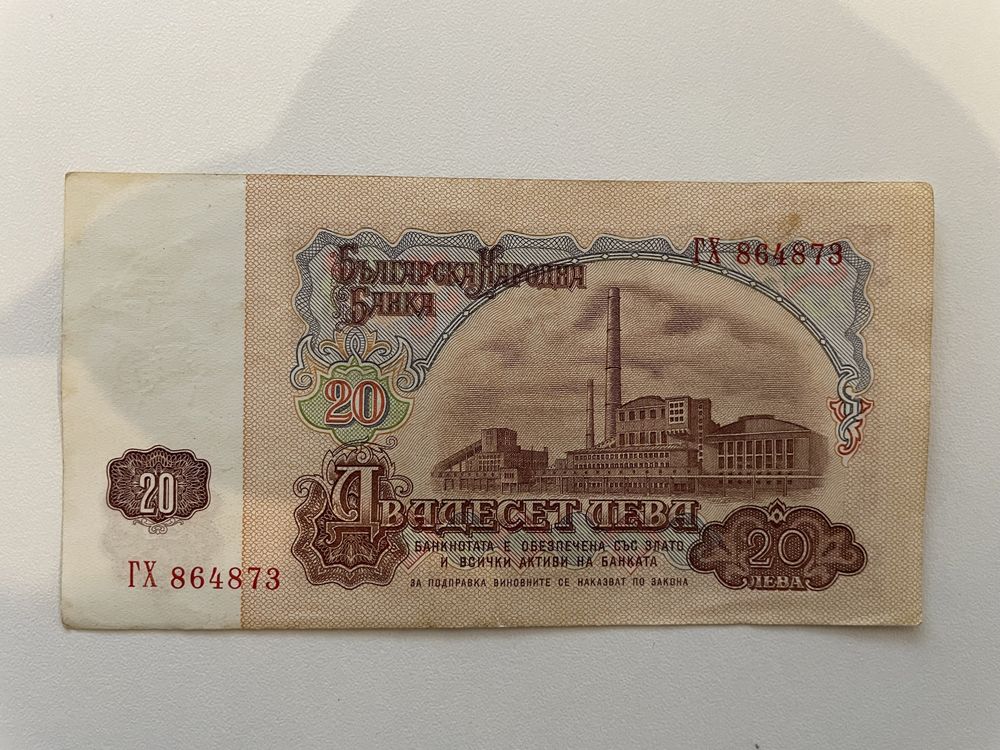 Българска Народна
Банка
ГХ 864873
20
Двадесет лева
БАНКНОТАТА Е ОБЕЗПЕЧЕНА СЪС ЗЛАТО
И ВСИЧКИ АКТИВИ НА БАНКАТА
ЗА ПОДПРАВКА ВИНОВНИТЕ СЕ НАКАЗВАТ ПО ЗАКОНА
20
ЛЕВА
20
ГХ 864873